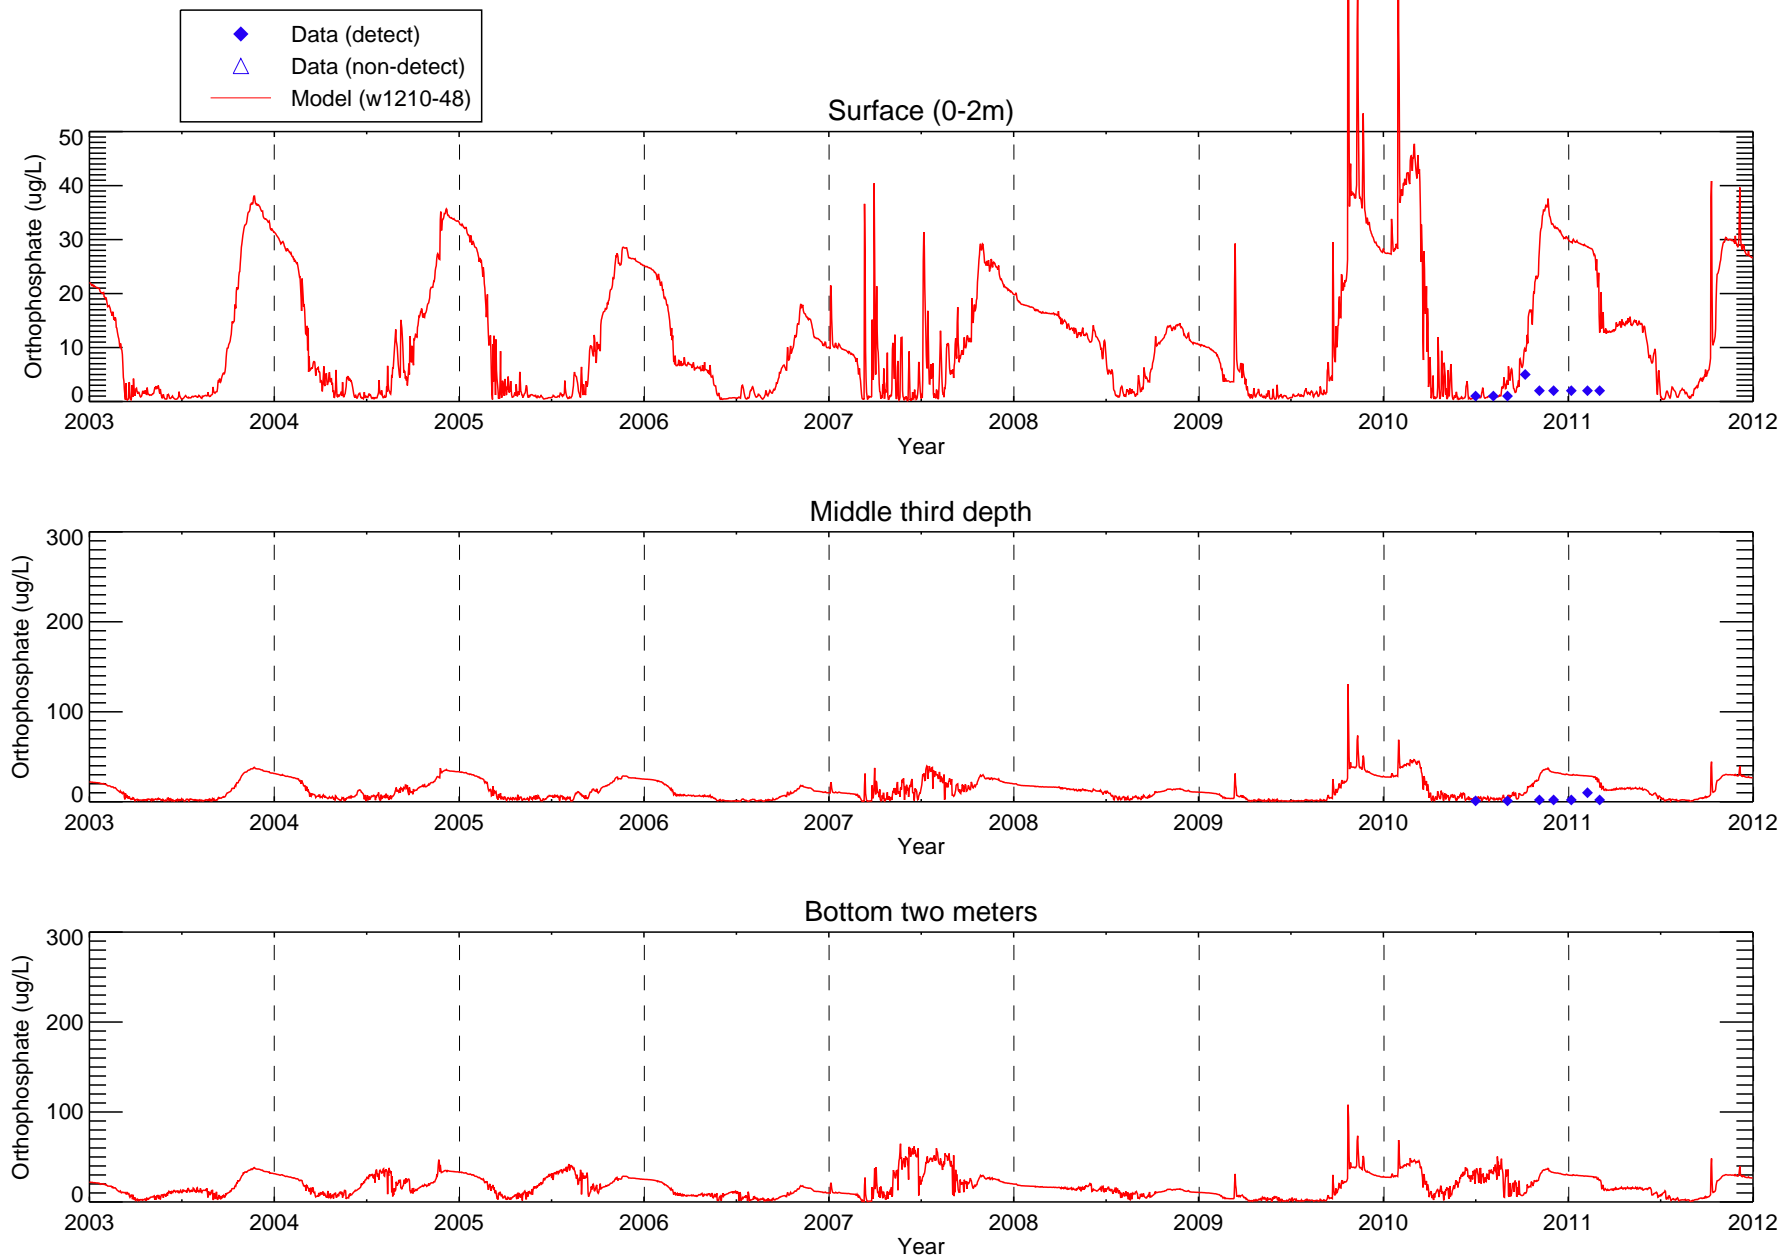 Data (detect)
Data (non-detect)
Model (w1210-48)
Surface (0-2m)
Orthophosphate (ug/L)
50
40
30
20
10
0
2003 2004 2005 2006 2007 2008 2009 2010 2011 2012
Year
Middle third depth
Orthophosphate (ug/L)
300
200
100
0
2003 2004 2005 2006 2007 2008 2009 2010 2011 2012
Year
Bottom two meters
Orthophosphate (ug/L)
300
200
100
0
2003 2004 2005 2006 2007 2008 2009 2010 2011 2012
Year